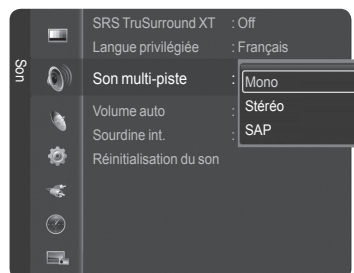 Son
SRS TruSurround XT : Off
Langue privilégiée : Français
Son multi-piste :
Mono
Stéréo
SAP
Volume auto :
Sourdine int. :
Réinitialisation du son